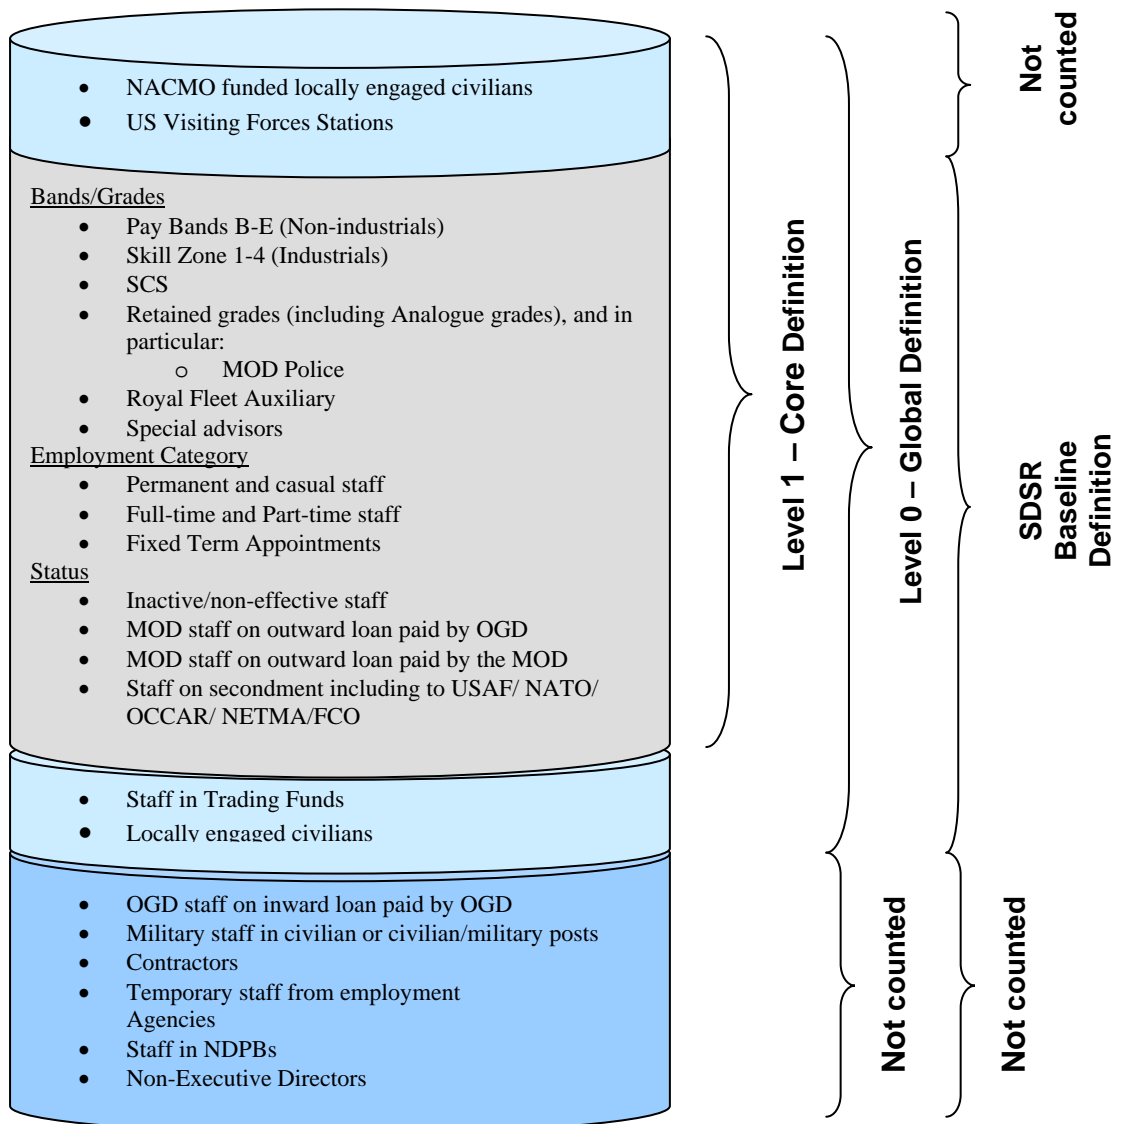 • NACMO funded locally engaged civilians
• US Visiting Forces Stations
Bands/Grades
• Pay Bands B-E (Non-industrials)
• Skill Zone 1-4 (Industrials)
• SCS
• Retained grades (including Analogue grades), and in
particular:
o MOD Police
• Royal Fleet Auxiliary
• Special advisors
Employment Category
• Permanent and casual staff
• Full-time and Part-time staff
• Fixed Term Appointments
Status
• Inactive/non-effective staff
• MOD staff on outward loan paid by OGD
• MOD staff on outward loan paid by the MOD
• Staff on secondment including to USAF/ NATO/
OCCAR/ NETMA/FCO
• Staff in Trading Funds
• Locally engaged civilians
• OGD staff on inward loan paid by OGD
• Military staff in civilian or civilian/military posts
• Contractors
• Temporary staff from employment
Agencies
• Staff in NDPBs
• Non-Executive Directors
Level 1 – Core Definition
Level 0 – Global Definition
Not counted
Not
counted
SDSR
Baseline
Definition
Not counted